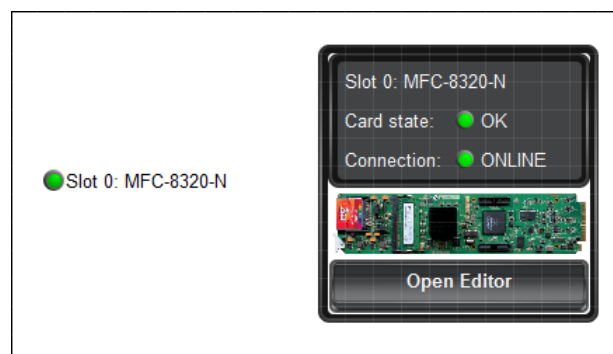 Slot 0: MFC-8320-N
Slot 0: MFC-8320-N
Card state: OK
Connection: ONLINE
Open Editor